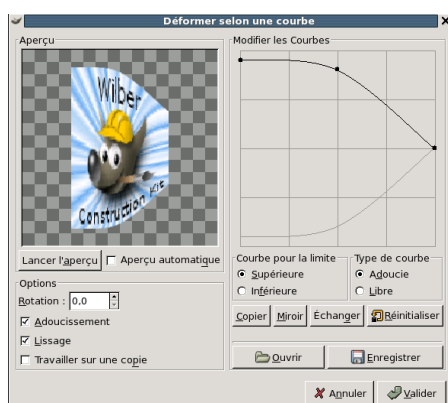 Déformer selon une courbe
Aperçu
Wilber
Construction Kit
Lancer l'aperçu
Aperçu automatique
Options
Rotation : 0,0
Adoucissement
Lissage
Travailler sur une copie
Modifier les Courbes
Courbe pour la limite
Supérieure
Inférieure
Type de courbe
Adoucie
Libre
Copier
Miroir
Échanger
Réinitialiser
Ouvrir
Enregistrer
Annuler
Valider